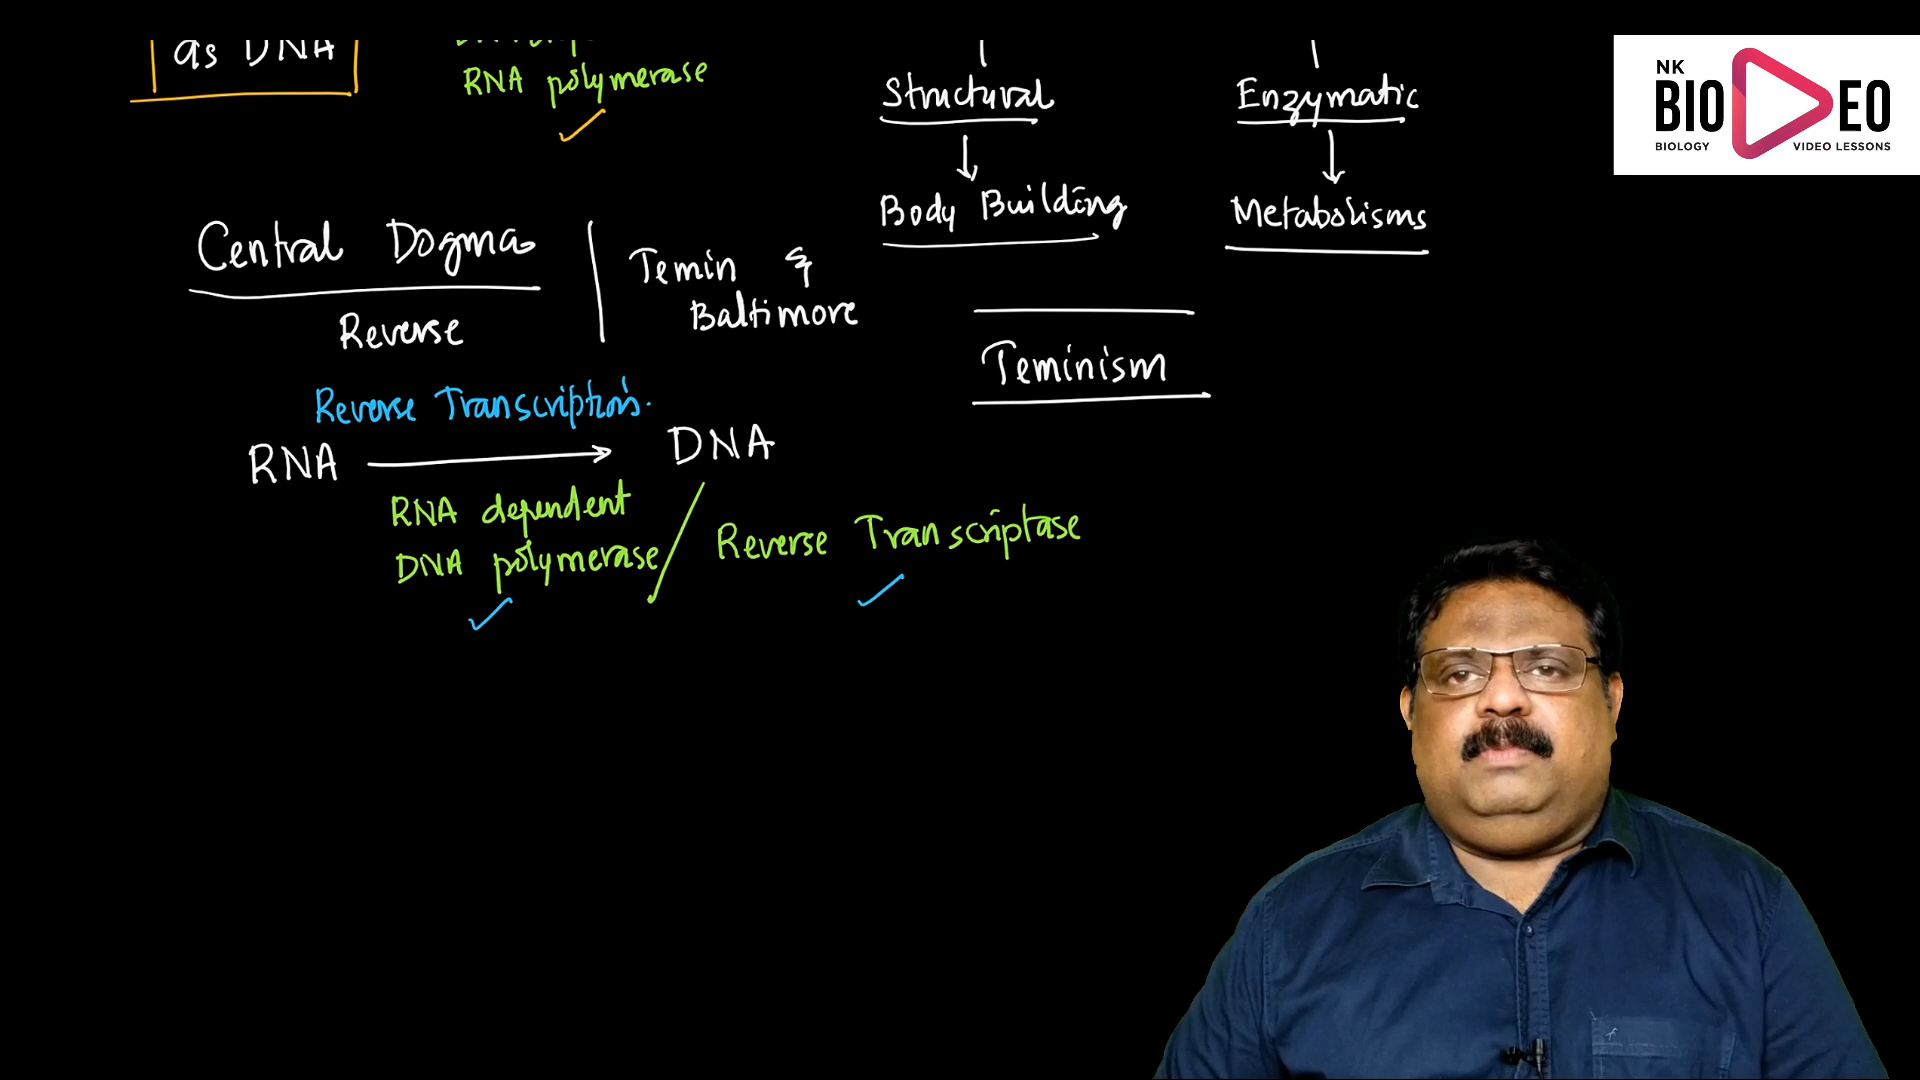 as DNA
RNA polymerase
Structural
Enzymatic
NK
BIO EO
BIOLOGY VIDEO LESSONS
Body Building
Metabolisms
Central Dogma
Reverse
Temin &
Baltimore
Teminism
Reverse Transcription.
RNA → DNA
RNA dependent
DNA polymerase / Reverse Transcriptase